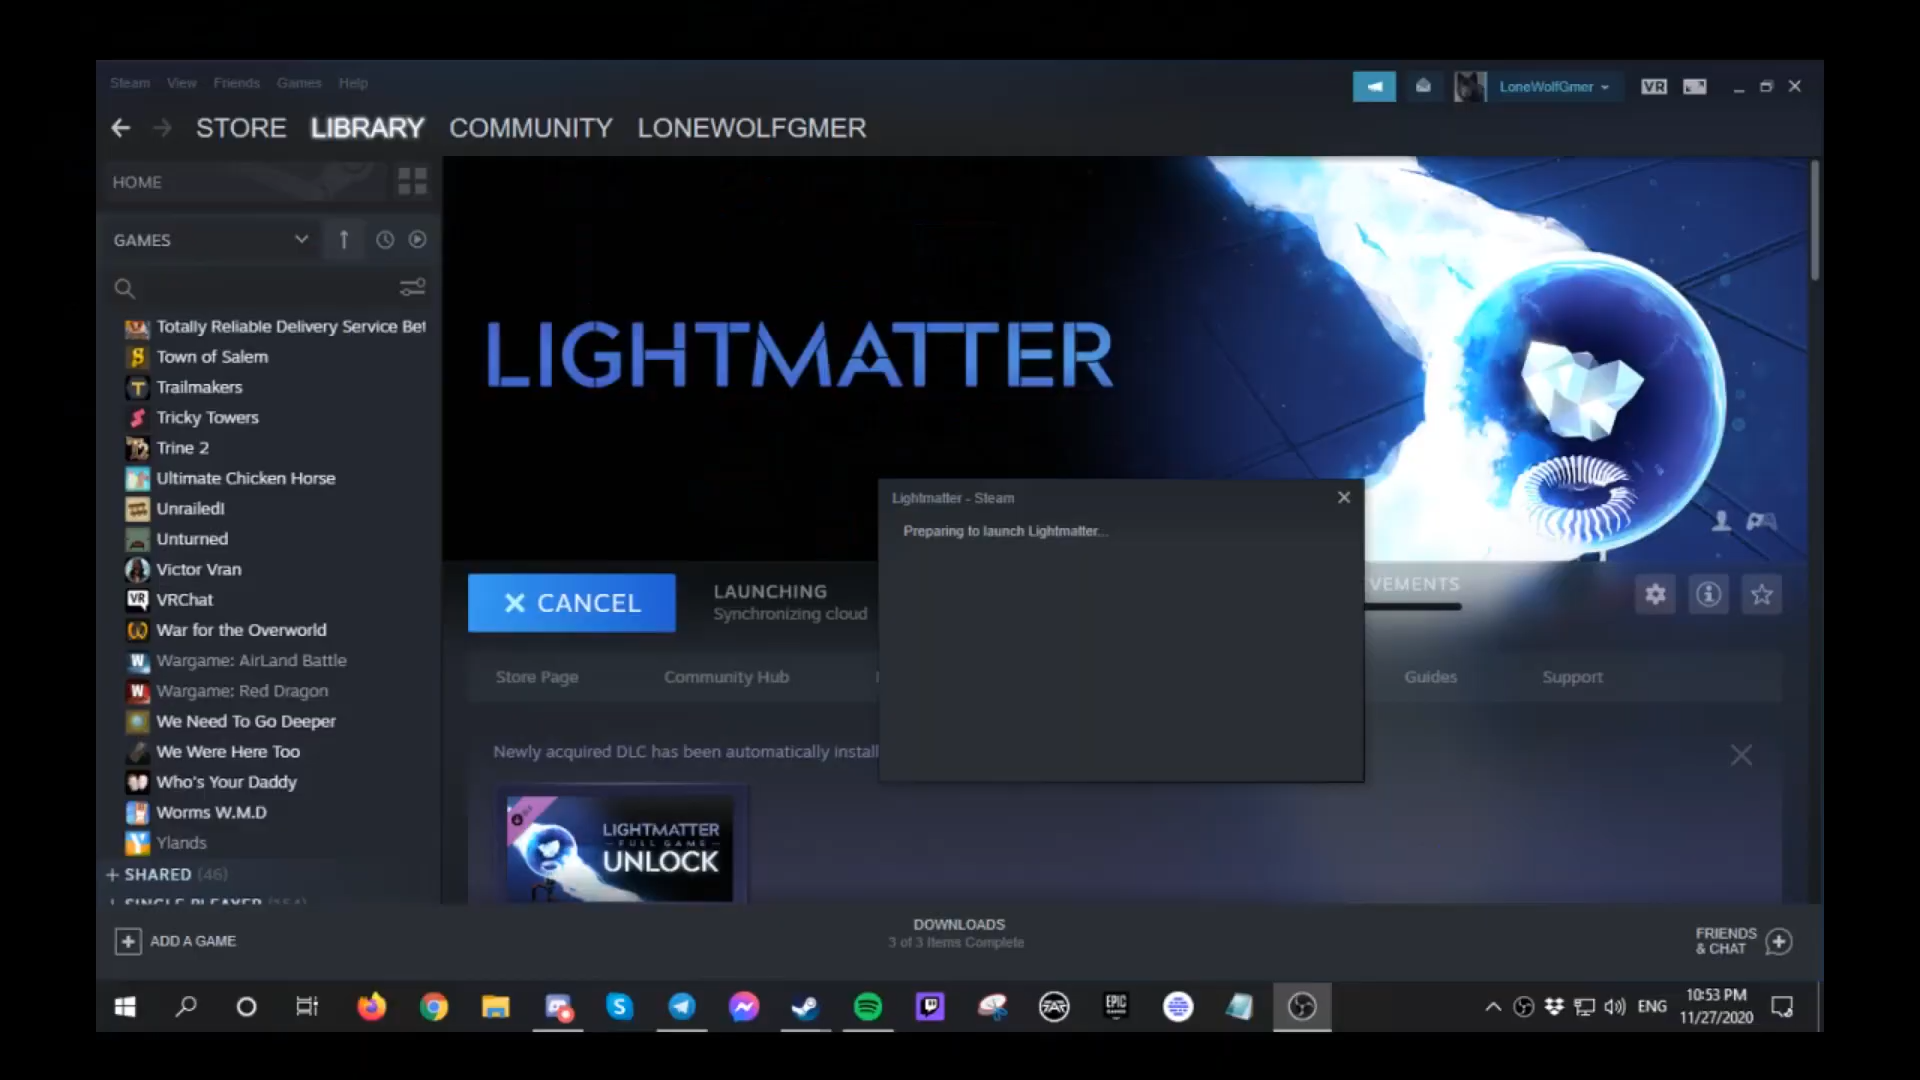 Steam View Friends Games Help
LoneWolfGmer
VR
STORE LIBRARY COMMUNITY LONEWOLFGMER
HOME
GAMES
Totally Reliable Delivery Service Bet
Town of Salem
Trailmakers
Tricky Towers
Trine 2
Ultimate Chicken Horse
Unrailed!
Unturned
Victor Vran
VRChat
War for the Overworld
Wargame: AirLand Battle
Wargame: Red Dragon
We Need To Go Deeper
We Were Here Too
Who's Your Daddy
Worms W.M.D
Ylands
+ SHARED (46)
SINGLE PLEAYER (154)
LIGHTMATTER
Lightmatter - Steam
Preparing to launch Lightmatter...
CANCEL
LAUNCHING
Synchronizing cloud
VEMENTS
Store Page Community Hub Guides Support
Newly acquired DLC has been automatically install
LIGHTMATTER
FULL GAME
UNLOCK
ADD A GAME
DOWNLOADS
3 of 3 Items Complete
FRIENDS
& CHAT
EPIC
GAMES
ENG
10:53 PM
11/27/2020